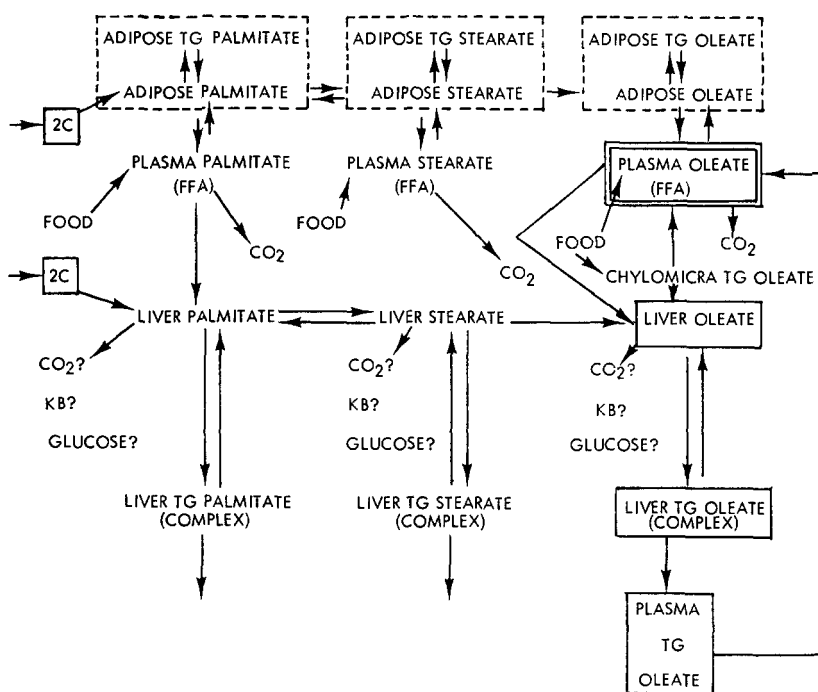 ADIPOSE TG PALMITATE
ADIPOSE TG STEARATE
ADIPOSE TG OLEATE
ADIPOSE PALMITATE
ADIPOSE STEARATE
ADIPOSE OLEATE
2C
PLASMA PALMITATE
(FFA)
PLASMA STEARATE
(FFA)
PLASMA OLEATE
(FFA)
FOOD
CO2
FOOD
CO2
FOOD
CO2
CHYLOMICRA TG OLEATE
2C
LIVER PALMITATE
LIVER STEARATE
LIVER OLEATE
CO2?
KB?
GLUCOSE?
CO2?
KB?
GLUCOSE?
CO2?
KB?
GLUCOSE?
LIVER TG PALMITATE
(COMPLEX)
LIVER TG STEARATE
(COMPLEX)
LIVER TG OLEATE
(COMPLEX)
PLASMA
TG
OLEATE